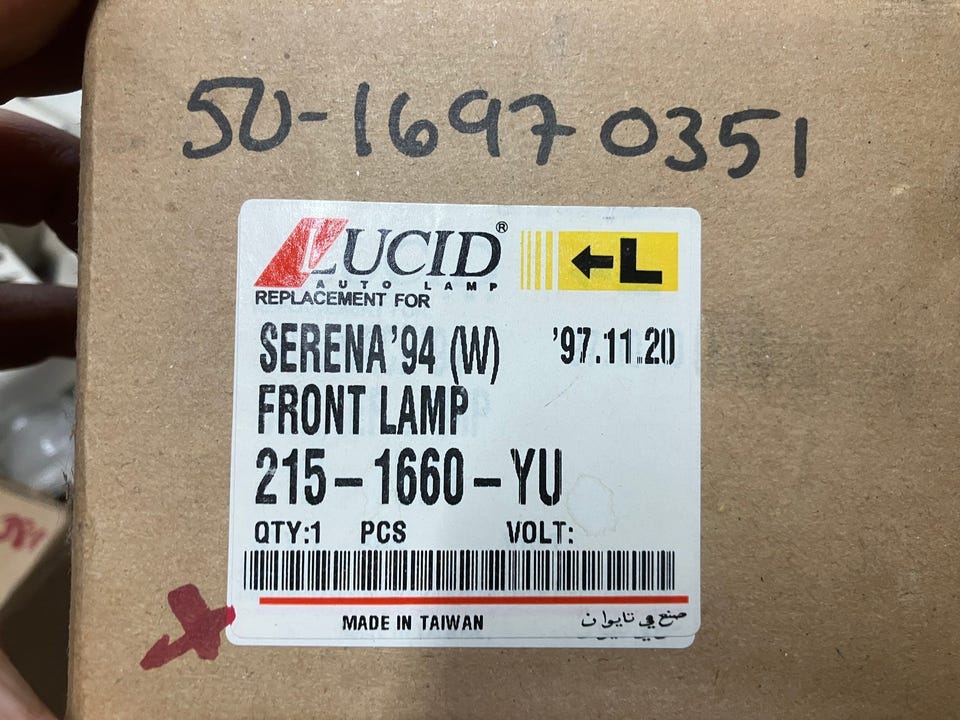 SU-16970351
LUCID®
AUTO LAMP
←L
REPLACEMENT FOR
SERENA'94 (W) '97.11.20
FRONT LAMP
215-1660-YU
QTY:1 PCS VOLT:
MADE IN TAIWAN صنع في تايوان